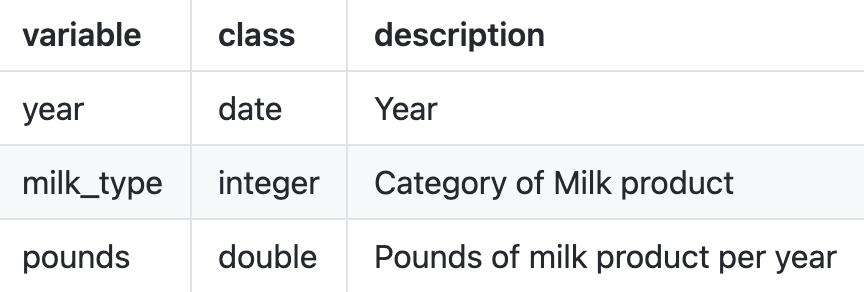 variable class description
year date Year
milk_type integer Category of Milk product
pounds double Pounds of milk product per year